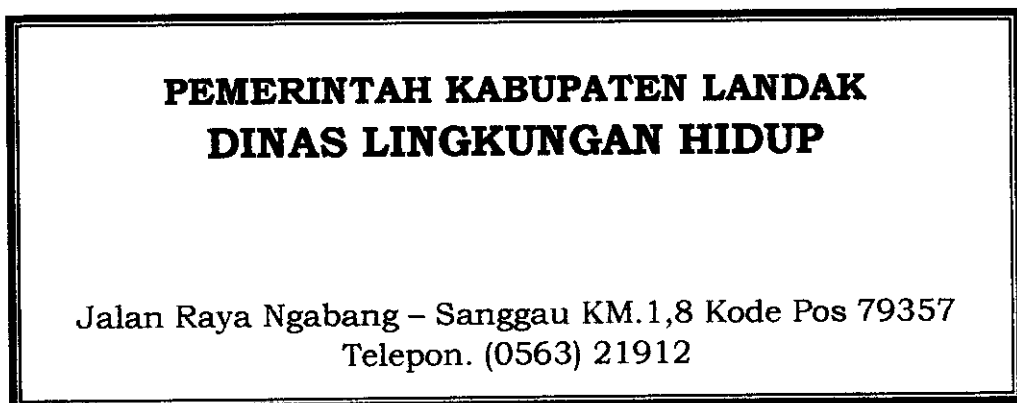 PEMERINTAH KABUPATEN LANDAK
DINAS LINGKUNGAN HIDUP
Jalan Raya Ngabang – Sanggau KM.1,8 Kode Pos 79357
Telepon. (0563) 21912